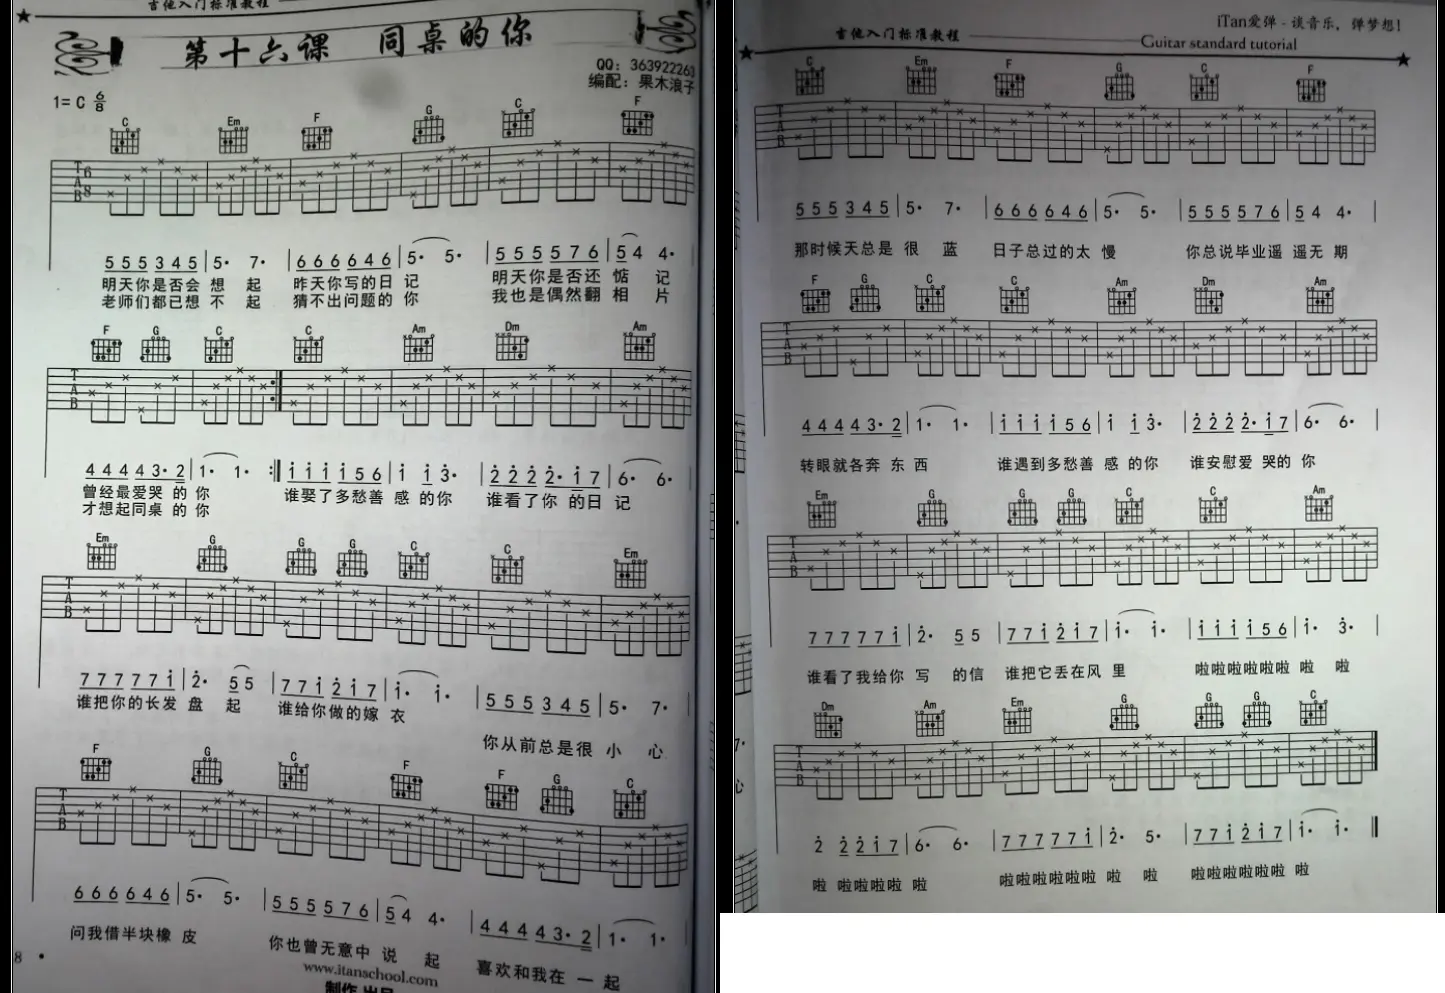 吉他入门标准教程
第十六课 同桌的你
QQ: 363922263
编配: 果木浪子
1= C 6/8
C Em F G C F
T A B 6 8
5 5 5 3 4 5 | 5· 7· | 6 6 6 6 4 6 | 5· 5· | 5 5 5 5 7 6 | 5 4 4· |
明天你是否会 想 起 昨天你写的日 记 明天你是否还 惦 记
老师们都已想 不 起 猜不出问题的 你 我也是偶然翻 相 片
F G C C Am Dm Am
T A B
4 4 4 4 3· 2 | 1· 1· :‖ i i i i 5 6 | i i 3· | 2 2 2 2· i 7 | 6· 6· |
曾经最爱哭 的 你 谁娶了多愁善 感 的你 谁看了你 的日 记
才想起同桌 的 你
Em G G G C C Em
T A B
7 7 7 7 7 i | 2· 5 5 | 7 7 i 2 i 7 | i· i· | 5 5 5 3 4 5 | 5· 7· |
谁把你的长发 盘 起 谁给你做的嫁 衣 你从前总是很 小 心
F G C F F G C
T A B
6 6 6 6 4 6 | 5· 5· | 5 5 5 5 7 6 | 5 4 4· | 4 4 4 4 3· 2 | 1· 1· |
问我借半块橡 皮 你也曾无意中 说 起 喜欢和我在 一 起
www.itanschool.com
8 ·
吉他入门标准教程
iTan爱弹 - 谈音乐, 弹梦想!
Guitar standard tutorial
C Em F G C F
T A B
5 5 5 3 4 5 | 5· 7· | 6 6 6 6 4 6 | 5· 5· | 5 5 5 5 7 6 | 5 4 4· |
那时候天总是 很 蓝 日子总过的太 慢 你总说毕业遥 遥无 期
F G C C Am Dm Am
T A B
4 4 4 4 3· 2 | 1· 1· | i i i i 5 6 | i i 3· | 2 2 2 2· i 7 | 6· 6· |
转眼就各奔 东 西 谁遇到多愁善 感 的你 谁安慰爱 哭的 你
Em G G G C C Am
T A B
7 7 7 7 7 i | 2· 5 5 | 7 7 i 2 i 7 | i· i· | i i i i 5 6 | i· 3· |
谁看了我给你 写 的信 谁把它丢在风 里 啦啦啦啦啦啦 啦 啦
Dm Am Em G G G C
T A B
2 2 2 i 7 | 6· 6· | 7 7 7 7 7 i | 2· 5· | 7 7 i 2 i 7 | i· i· ‖
啦 啦啦啦啦 啦 啦啦啦啦啦啦 啦 啦 啦啦啦啦啦啦 啦